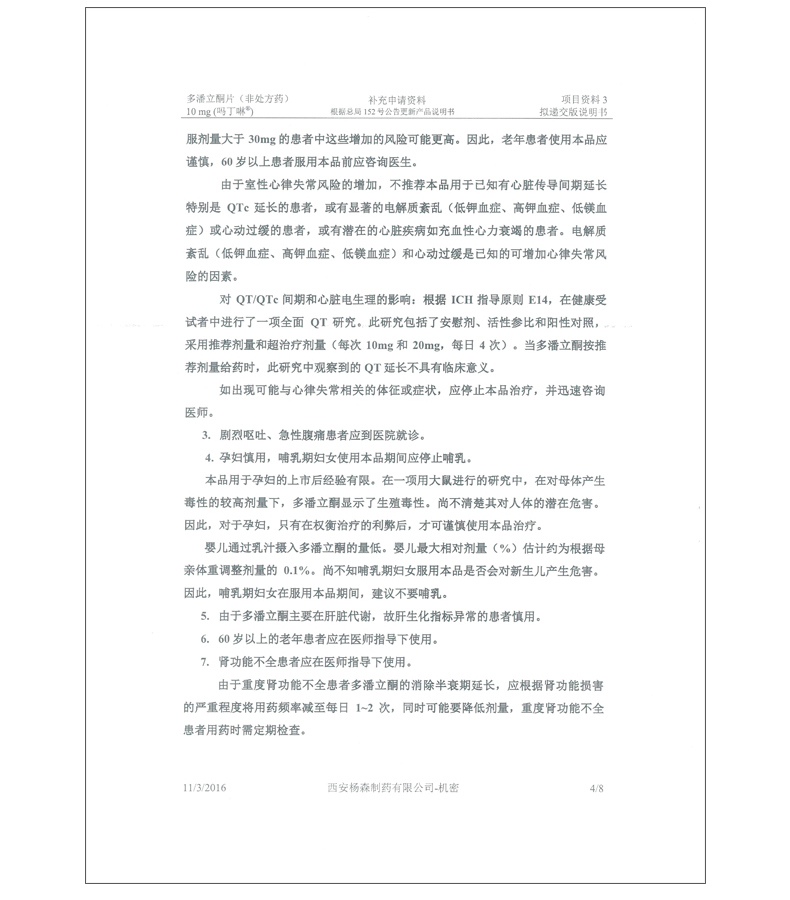 多潘立酮片（非处方药）
补充申请资料
项目资料 3
10 mg (吗丁啉®)
根据总局 152 号公告更新产品说明书
拟递交版说明书
服剂量大于 30mg 的患者中这些增加的风险可能更高。因此，老年患者使用本品应
谨慎，60 岁以上患者服用本品前应咨询医生。
由于室性心律失常风险的增加，不推荐本品用于已知有心脏传导间期延长
特别是 QTc 延长的患者，或有显著的电解质紊乱（低钾血症、高钾血症、低镁血
症）或心动过缓的患者，或有潜在的心脏疾病如充血性心力衰竭的患者。电解质
紊乱（低钾血症、高钾血症、低镁血症）和心动过缓是已知的可增加心律失常风
险的因素。
对 QT/QTc 间期和心脏电生理的影响：根据 ICH 指导原则 E14，在健康受
试者中进行了一项全面 QT 研究。此研究包括了安慰剂、活性参比和阳性对照，
采用推荐剂量和超治疗剂量（每次 10mg 和 20mg，每日 4 次）。当多潘立酮按推
荐剂量给药时，此研究中观察到的 QT 延长不具有临床意义。
如出现可能与心律失常相关的体征或症状，应停止本品治疗，并迅速咨询
医师。
3. 剧烈呕吐、急性腹痛患者应到医院就诊。
4. 孕妇慎用，哺乳期妇女使用本品期间应停止哺乳。
本品用于孕妇的上市后经验有限。在一项用大鼠进行的研究中，在对母体产生
毒性的较高剂量下，多潘立酮显示了生殖毒性。尚不清楚其对人体的潜在危害。
因此，对于孕妇，只有在权衡治疗的利弊后，才可谨慎使用本品治疗。
婴儿通过乳汁摄入多潘立酮的量低。婴儿最大相对剂量（%）估计约为根据母
亲体重调整剂量的 0.1%。尚不知哺乳期妇女服用本品是否会对新生儿产生危害。
因此，哺乳期妇女在服用本品期间，建议不要哺乳。
5. 由于多潘立酮主要在肝脏代谢，故肝生化指标异常的患者慎用。
6. 60 岁以上的老年患者应在医师指导下使用。
7. 肾功能不全患者应在医师指导下使用。
由于重度肾功能不全患者多潘立酮的消除半衰期延长，应根据肾功能损害
的严重程度将用药频率减至每日 1~2 次，同时可能要降低剂量，重度肾功能不全
患者用药时需定期检查。
11/3/2016
西安杨森制药有限公司-机密
4/8